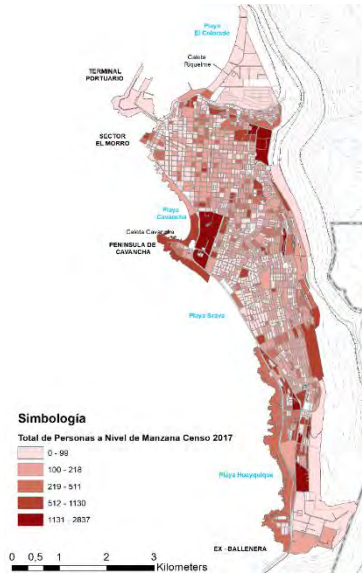 Playa
El Colorado
Caleta
Riquelme
TERMINAL
PORTUARIO
SECTOR
EL MORRO
Playa
Cavancha
Caleta Cavancha
PENINSULA DE
CAVANCHA
Playa Brava
Simbología
Total de Personas a Nivel de Manzana Censo 2017
0 - 99
100 - 218
219 - 511
512 - 1130
1131 - 2837
Playa Huayquique
EX - BALLENERA
0 0,5 1 2 3
Kilometers